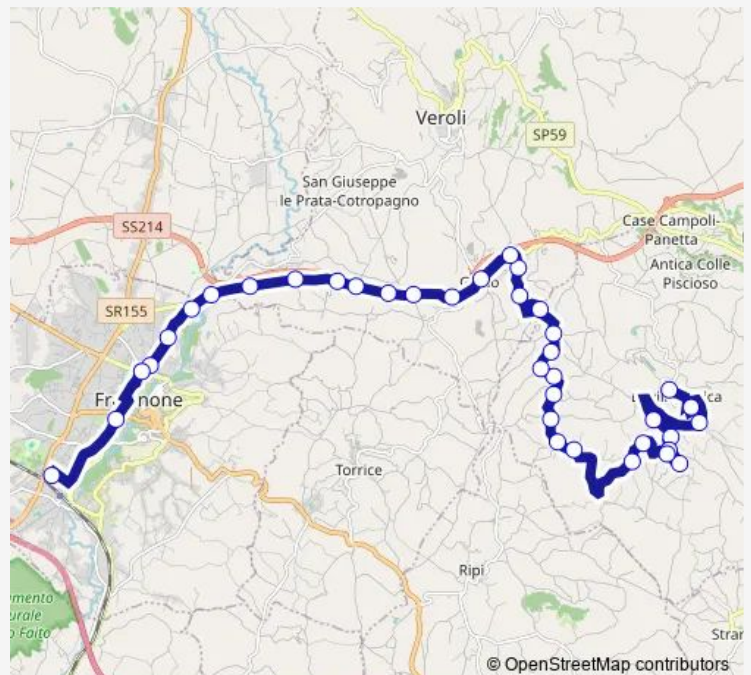 Veroli
SP59
San Giuseppe
le Prata-Cotropagno
Case Campoli-
Panetta
SS214
Antica Colle
Piscioso
SR155
Torrice
Ripi
© OpenStreetMap contributors